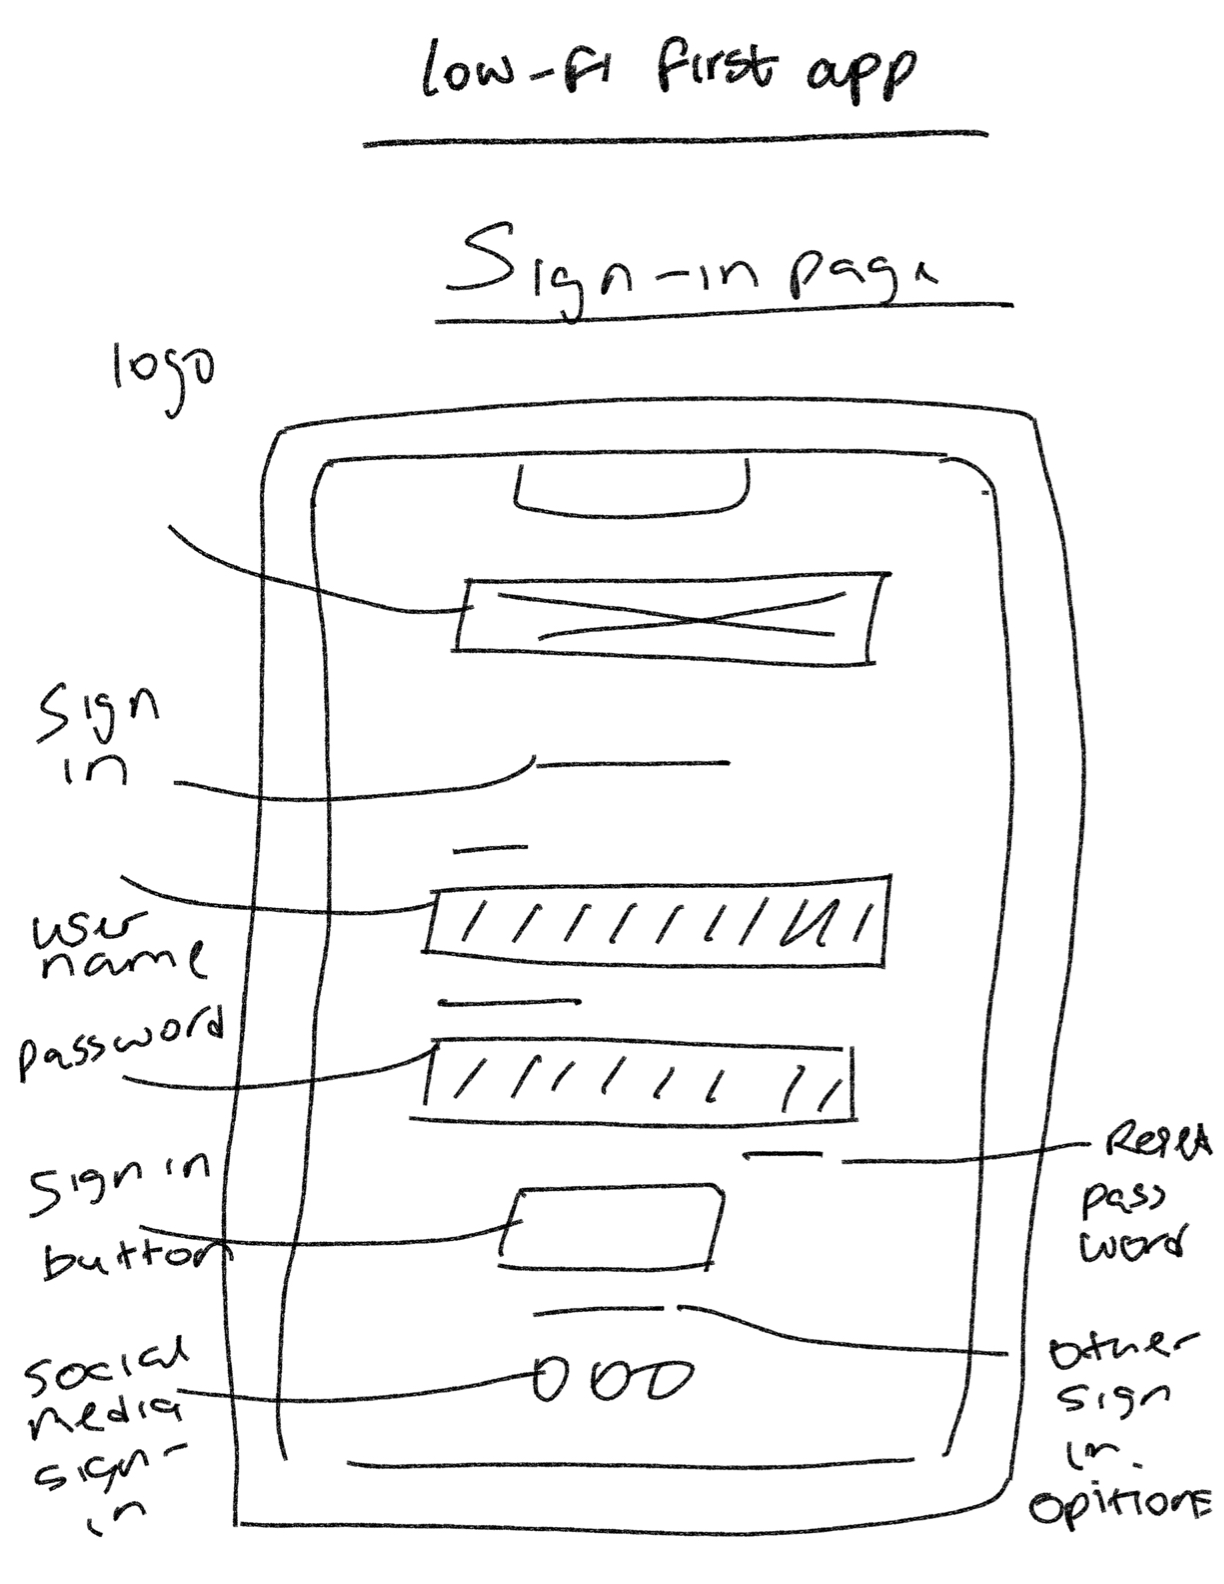 low-fi first app
Sign-in page
logo
Sign
in
user
name
password
Sign in
button
Reset
pass
word
social
media
sign-
in
other
sign
in.
opitions